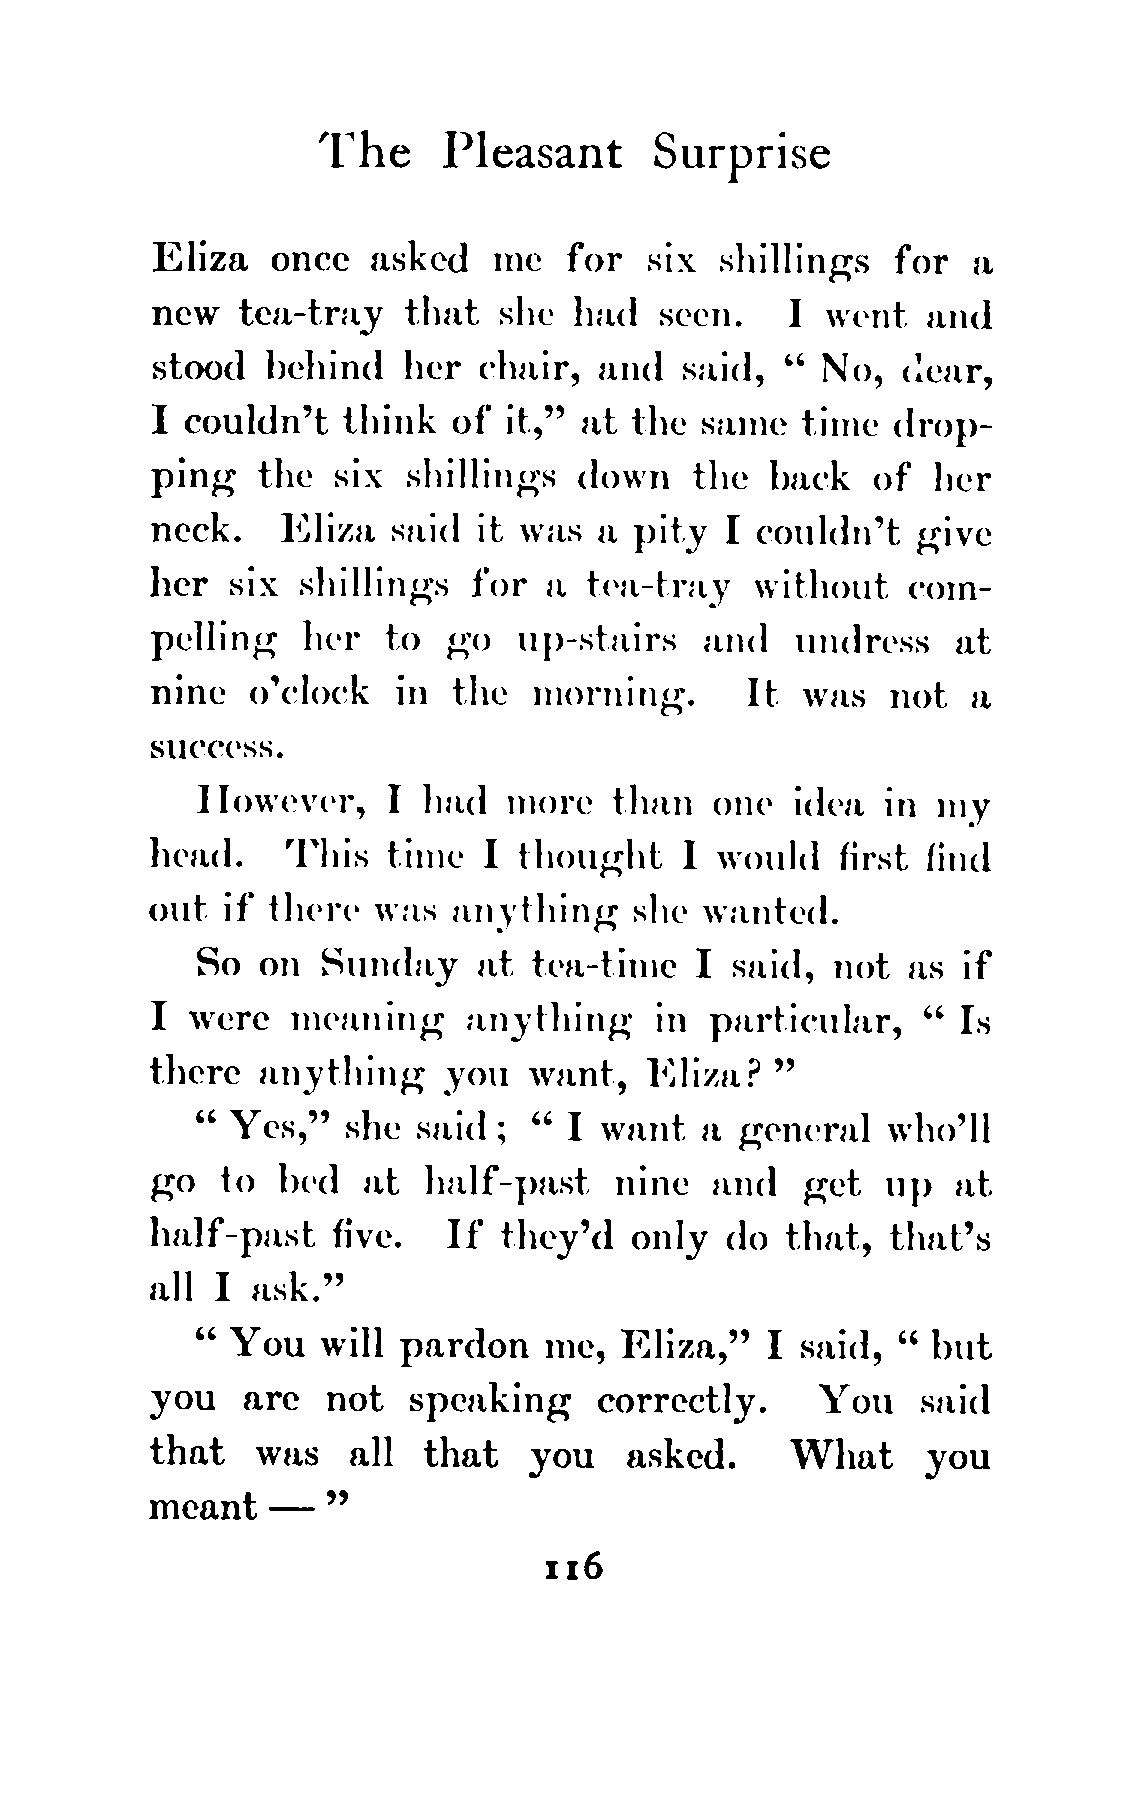 The Pleasant Surprise
Eliza once asked me for six shillings for a
new tea-tray that she had seen. I went and
stood behind her chair, and said, “ No, dear,
I couldn’t think of it,” at the same time drop-
ping the six shillings down the back of her
neck. Eliza said it was a pity I couldn’t give
her six shillings for a tea-tray without com-
pelling her to go up-stairs and undress at
nine o’clock in the morning. It was not a
success.
However, I had more than one idea in my
head. This time I thought I would first find
out if there was anything she wanted.
So on Sunday at tea-time I said, not as if
I were meaning anything in particular, “ Is
there anything you want, Eliza? ”
“ Yes,” she said ; “ I want a general who’ll
go to bed at half-past nine and get up at
half-past five. If they’d only do that, that’s
all I ask.”
“ You will pardon me, Eliza,” I said, “ but
you are not speaking correctly. You said
that was all that you asked. What you
meant — ”
116